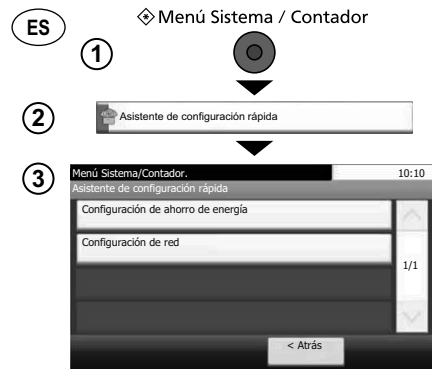 ES
Menú Sistema / Contador
1
2
Asistente de configuración rápida
3
Menú Sistema/Contador.
10:10
Asistente de configuración rápida
Configuración de ahorro de energía
Configuración de red
1/1
< Atrás